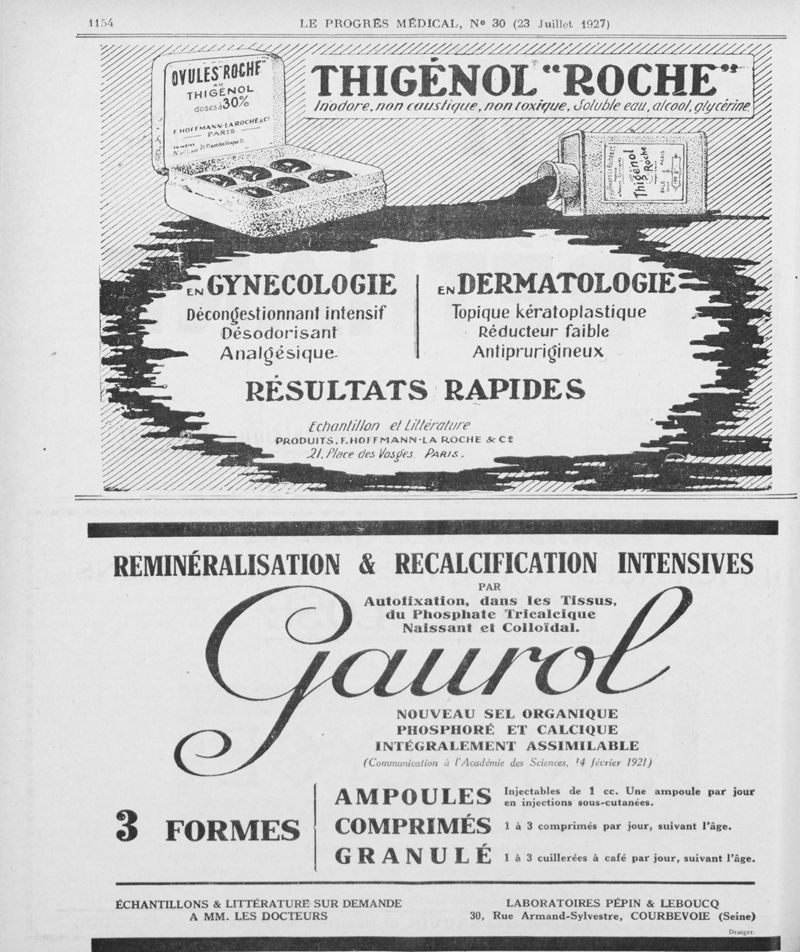 1154 LE PROGRÈS MÉDICAL, Nº 30 (23 Juillet 1927)
OVULES "ROCHE"
AU
THIGÉNOL
dosés à 30%
F. HOFFMANN-LA ROCHE & Cº
PARIS
THIGÉNOL "ROCHE"
Inodore, non caustique, non toxique, Soluble eau, alcool, glycérine
Thigénol
Roche
EN GYNECOLOGIE
Décongestionnant intensif
Désodorisant
Analgésique.
EN DERMATOLOGIE
Topique kératoplastique
Réducteur faible
Antiprurigineux
RÉSULTATS RAPIDES
Echantillon et Littérature
PRODUITS. F. HOFFMANN-LA ROCHE & Cº
21, Place des Vosges. PARIS.
REMINÉRALISATION & RECALCIFICATION INTENSIVES
PAR
Autofixation, dans les Tissus,
du Phosphate Tricalcique
Naissant et Colloïdal.
Gaurol
NOUVEAU SEL ORGANIQUE
PHOSPHORÉ ET CALCIQUE
INTÉGRALEMENT ASSIMILABLE
(Communication à l'Académie des Sciences, 14 février 1921)
3 FORMES
AMPOULES Injectables de 1 cc. Une ampoule par jour
en injections sous-cutanées.
COMPRIMÉS 1 à 3 comprimés par jour, suivant l'âge.
GRANULÉ 1 à 3 cuillerées à café par jour, suivant l'âge.
ÉCHANTILLONS & LITTÉRATURE SUR DEMANDE
A MM. LES DOCTEURS
LABORATOIRES PÉPIN & LEBOUCQ
30, Rue Armand-Sylvestre, COURBEVOIE (Seine)
Draeger.